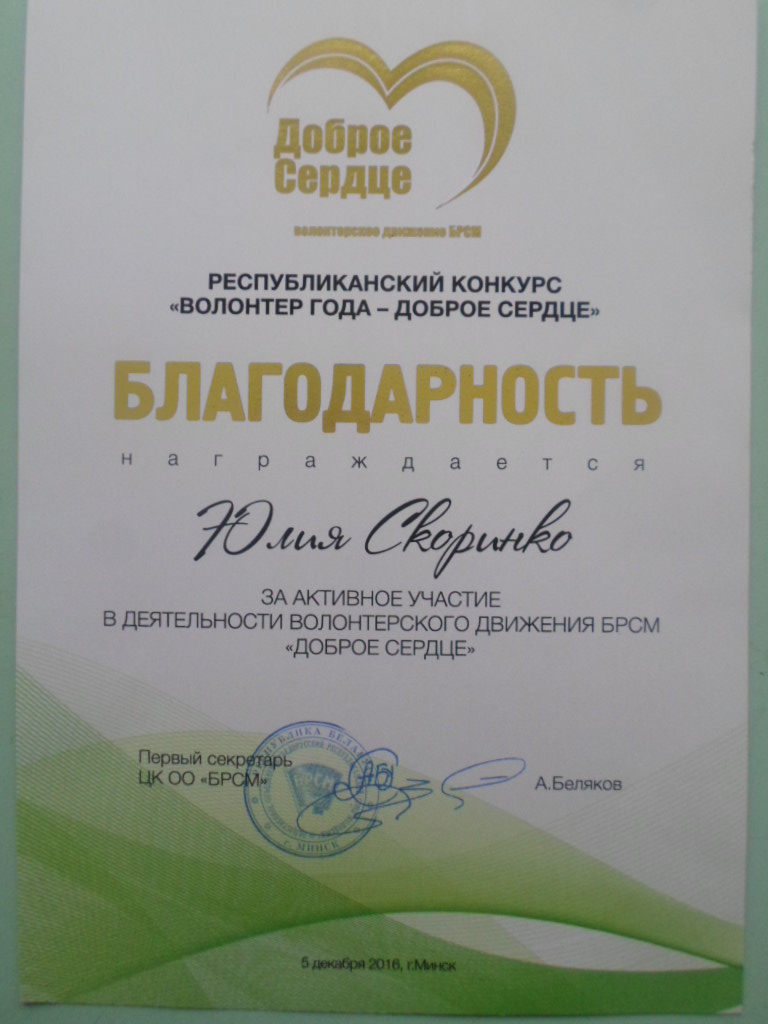 Доброе
Сердце
волонтерское движение БРСМ
РЕСПУБЛИКАНСКИЙ КОНКУРС
«ВОЛОНТЕР ГОДА – ДОБРОЕ СЕРДЦЕ»
БЛАГОДАРНОСТЬ
награждается
Юлия Скоринко
ЗА АКТИВНОЕ УЧАСТИЕ
В ДЕЯТЕЛЬНОСТИ ВОЛОНТЕРСКОГО ДВИЖЕНИЯ БРСМ
«ДОБРОЕ СЕРДЦЕ»
Первый секретарь
ЦК ОО «БРСМ»
А.Беляков
г. МИНСК
5 декабря 2016, г.Минск